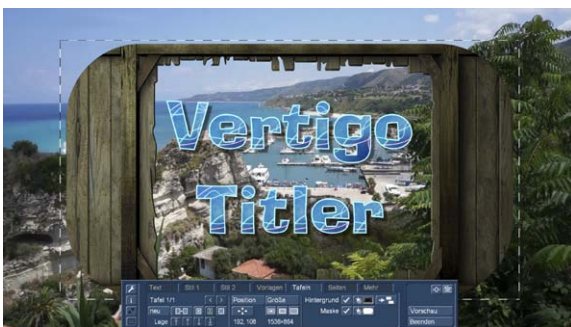 Vertigo
Titler
Text Stil 1 Stil 2 Vorlagen Tafeln Seiten Mehr
Tafel 1/1 < > Position Größe Hintergrund
neu Maske Vorschau
Lage 192, 108 1536×864 Beenden